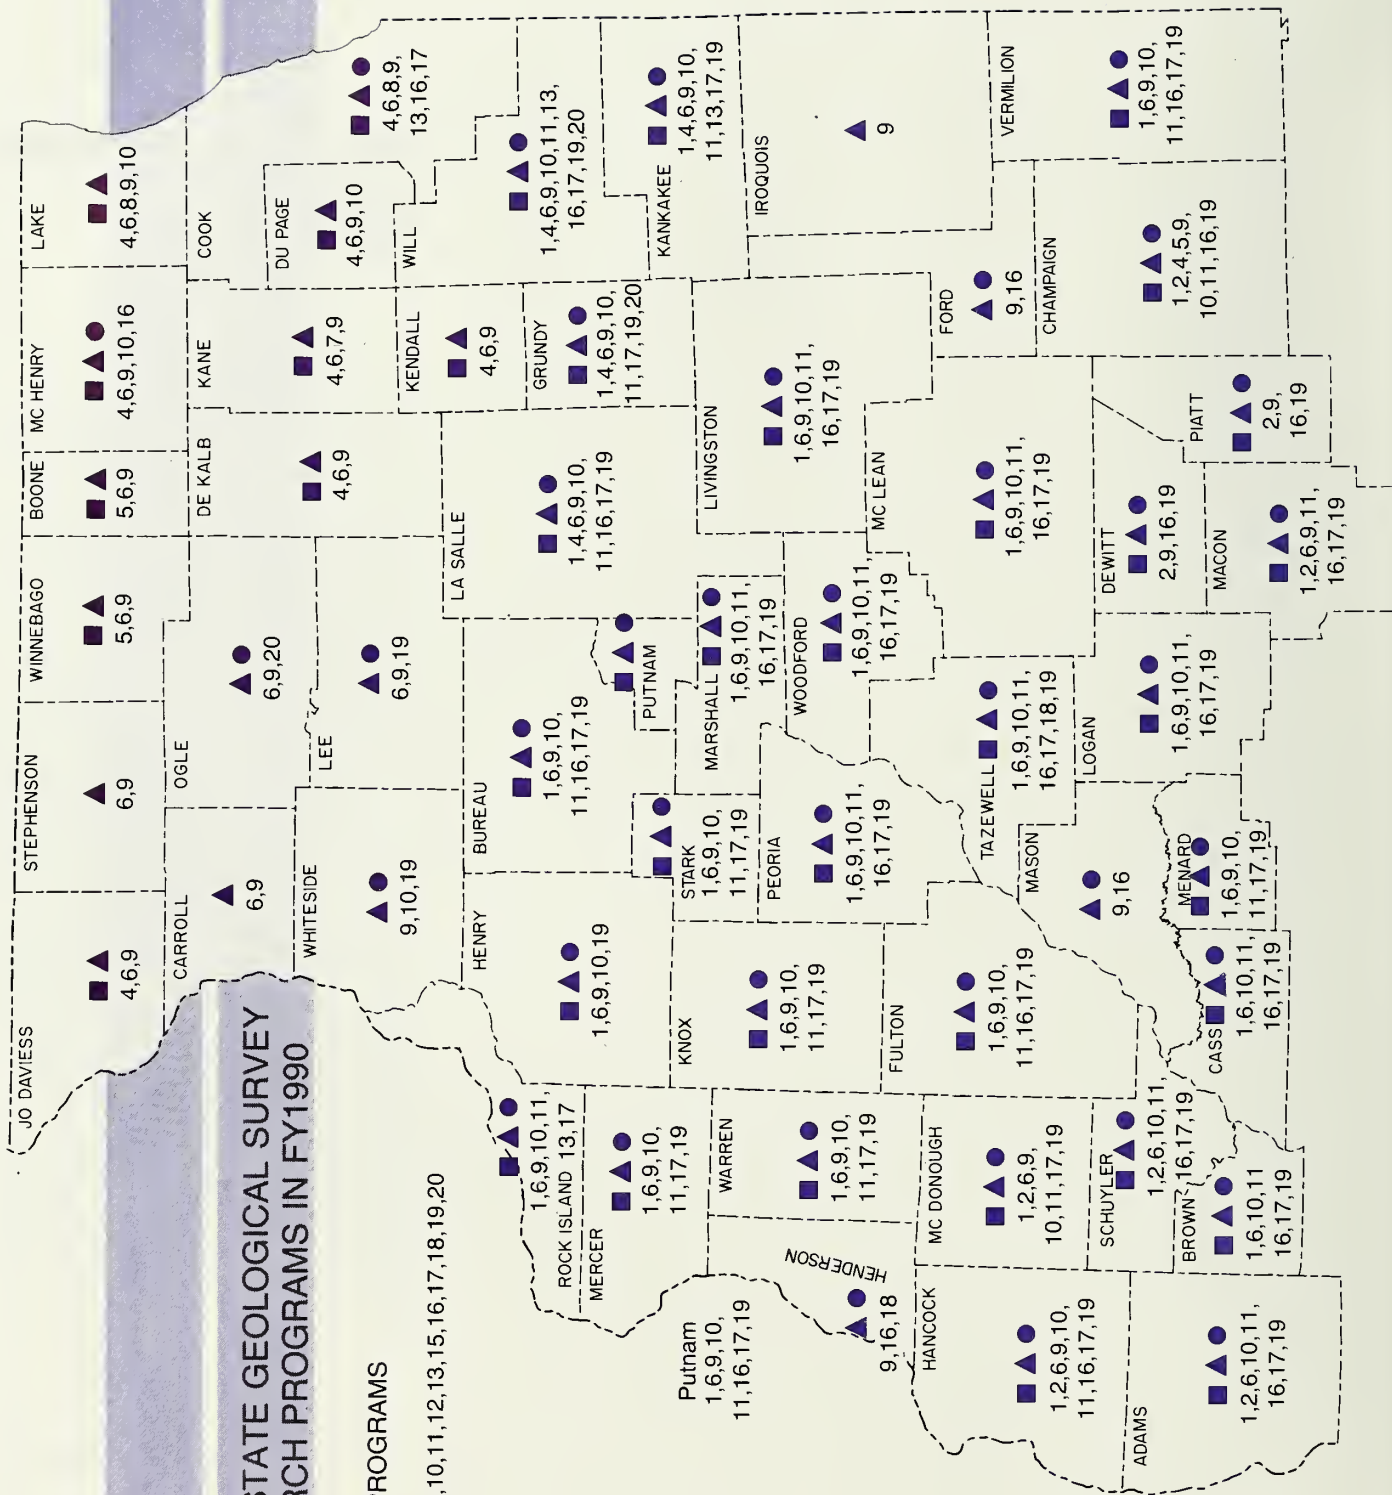 STATE GEOLOGICAL SURVEY
RCH PROGRAMS IN FY1990
ROGRAMS
,10,11,12,13,15,16,17,18,19,20
JO DAVIESS
4,6,9
STEPHENSON
6,9
WINNEBAGO
5,6,9
BOONE
5,6,9
MC HENRY
4,6,9,10,16
LAKE
4,6,8,9,10
CARROLL
6,9
OGLE
6,9,20
DE KALB
4,6,9
KANE
4,6,7,9
COOK
4,6,8,9,
13,16,17
DU PAGE
4,6,9,10
WHITESIDE
9,10,19
LEE
6,9,19
KENDALL
4,6,9
WILL
1,4,6,9,10,11,13,
16,17,19,20
ROCK ISLAND
1,6,9,10,11,
13,17
HENRY
1,6,9,10,19
BUREAU
1,6,9,10,
11,16,17,19
PUTNAM
LA SALLE
1,4,6,9,10,
11,16,17,19
GRUNDY
1,4,6,9,10,
11,17,19,20
KANKAKEE
1,4,6,9,10,
11,13,17,19
MERCER
1,6,9,10,
11,17,19
KNOX
1,6,9,10,
11,17,19
STARK
1,6,9,10,
11,17,19
MARSHALL
1,6,9,10,11,
16,17,19
LIVINGSTON
1,6,9,10,11,
16,17,19
IROQUOIS
9
Putnam
1,6,9,10,
11,16,17,19
HENDERSON
9,16,18
WARREN
1,6,9,10,
11,17,19
PEORIA
1,6,9,10,11,
16,17,19
WOODFORD
1,6,9,10,11,
16,17,19
MC LEAN
1,6,9,10,11,
16,17,19
FORD
9,16
VERMILION
1,6,9,10,
11,16,17,19
HANCOCK
1,2,6,9,10,
11,16,17,19
MC DONOUGH
1,2,6,9,
10,11,17,19
FULTON
1,6,9,10,
11,16,17,19
TAZEWELL
1,6,9,10,11,
16,17,18,19
MASON
9,16
LOGAN
1,6,9,10,11,
16,17,19
DEWITT
2,9,16,19
PIATT
2,9,
16,19
CHAMPAIGN
1,2,4,5,9,
10,11,16,19
ADAMS
1,2,6,10,11,
16,17,19
SCHUYLER
1,2,6,10,11,
16,17,19
BROWN
1,6,10,11
16,17,19
CASS
1,6,10,11,
16,17,19
MENARD
1,6,9,10,
11,17,19
MACON
1,2,6,9,11,
16,17,19